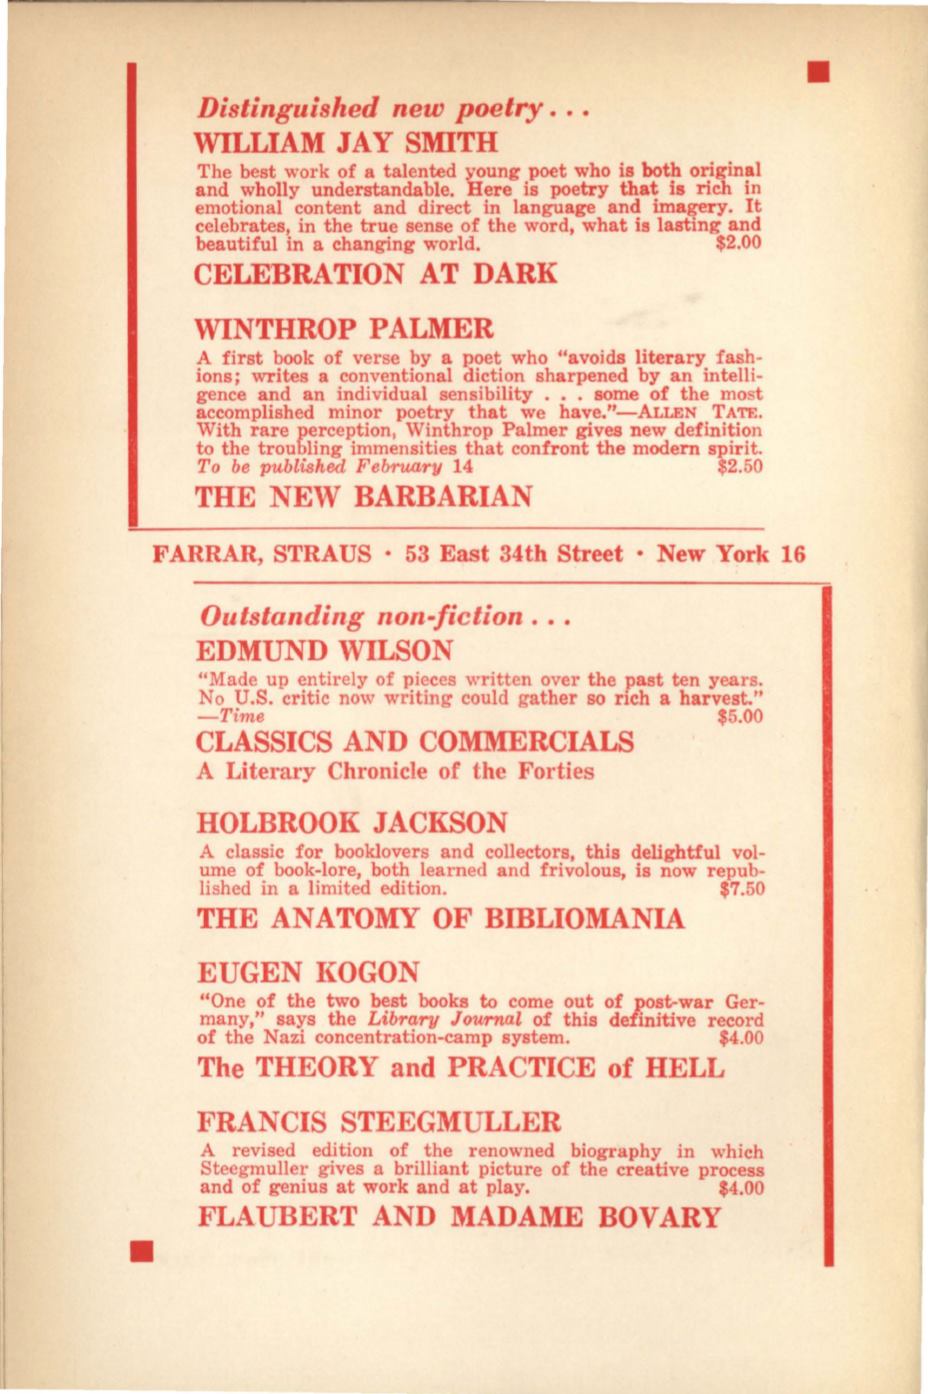 Distinguished new poetry...
WILLIAM JAY SMITH
The best work of a talented young poet who is both original
and wholly understandable. Here is poetry that is rich in
emotional content and direct in language and imagery. It
celebrates, in the true sense of the word, what is lasting and
beautiful in a changing world. $2.00
CELEBRATION AT DARK
WINTHROP PALMER
A first book of verse by a poet who “avoids literary fash-
ions; writes a conventional diction sharpened by an intelli-
gence and an individual sensibility . . . some of the most
accomplished minor poetry that we have.”—ALLEN TATE.
With rare perception, Winthrop Palmer gives new definition
to the troubling immensities that confront the modern spirit.
To be published February 14 $2.50
THE NEW BARBARIAN
FARRAR, STRAUS · 53 East 34th Street · New York 16
Outstanding non-fiction...
EDMUND WILSON
“Made up entirely of pieces written over the past ten years.
No U.S. critic now writing could gather so rich a harvest.”
—Time $5.00
CLASSICS AND COMMERCIALS
A Literary Chronicle of the Forties
HOLBROOK JACKSON
A classic for booklovers and collectors, this delightful vol-
ume of book-lore, both learned and frivolous, is now repub-
lished in a limited edition. $7.50
THE ANATOMY OF BIBLIOMANIA
EUGEN KOGON
“One of the two best books to come out of post-war Ger-
many,” says the Library Journal of this definitive record
of the Nazi concentration-camp system. $4.00
The THEORY and PRACTICE of HELL
FRANCIS STEEGMULLER
A revised edition of the renowned biography in which
Steegmuller gives a brilliant picture of the creative process
and of genius at work and at play. $4.00
FLAUBERT AND MADAME BOVARY